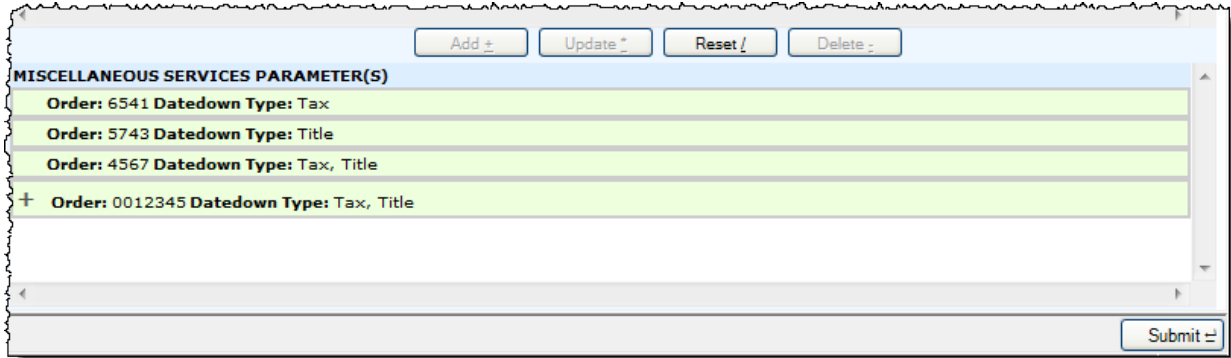 Add + Update * Reset / Delete -
MISCELLANEOUS SERVICES PARAMETER(S)
Order: 6541 Datedown Type: Tax
Order: 5743 Datedown Type: Title
Order: 4567 Datedown Type: Tax, Title
+ Order: 0012345 Datedown Type: Tax, Title
Submit ↵